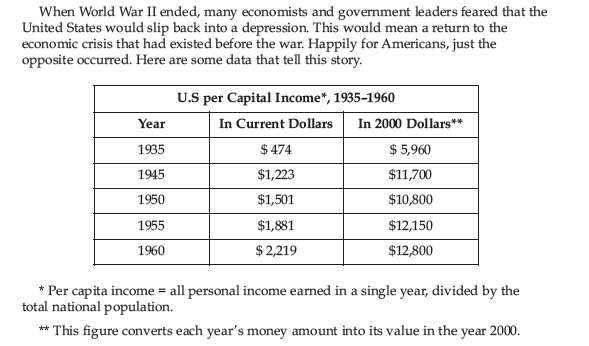 When World War II ended, many economists and government leaders feared that the
United States would slip back into a depression. This would mean a return to the
economic crisis that had existed before the war. Happily for Americans, just the
opposite occurred. Here are some data that tell this story.
U.S per Capital Income*, 1935–1960
Year In Current Dollars In 2000 Dollars**
1935 $ 474 $ 5,960
1945 $1,223 $11,700
1950 $1,501 $10,800
1955 $1,881 $12,150
1960 $ 2,219 $12,800
* Per capita income = all personal income earned in a single year, divided by the
total national population.
** This figure converts each year's money amount into its value in the year 2000.